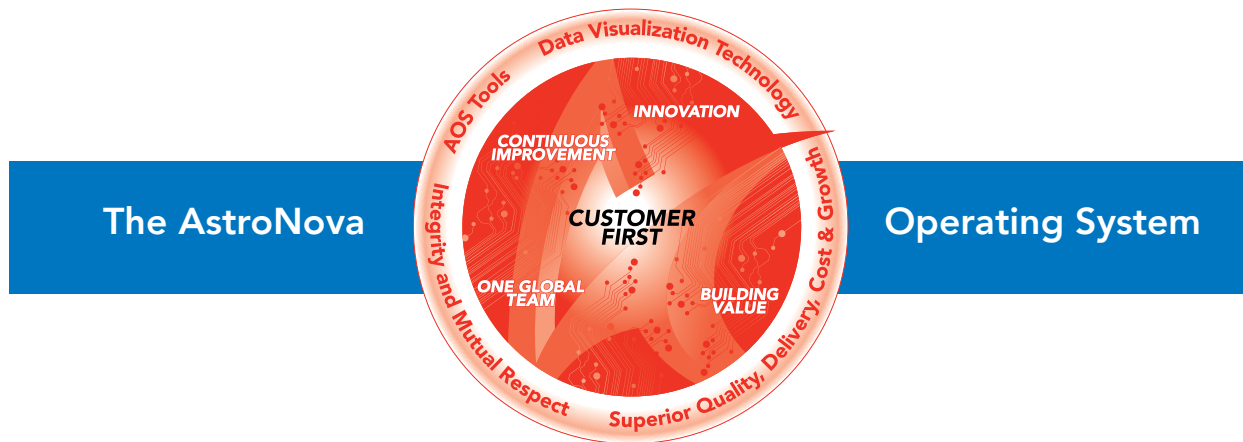 Data Visualization Technology
AOS Tools
INNOVATION
CONTINUOUS
IMPROVEMENT
The AstroNova
CUSTOMER
FIRST
Operating System
ONE GLOBAL
TEAM
BUILDING
VALUE
Integrity and Mutual Respect
Superior Quality, Delivery, Cost & Growth